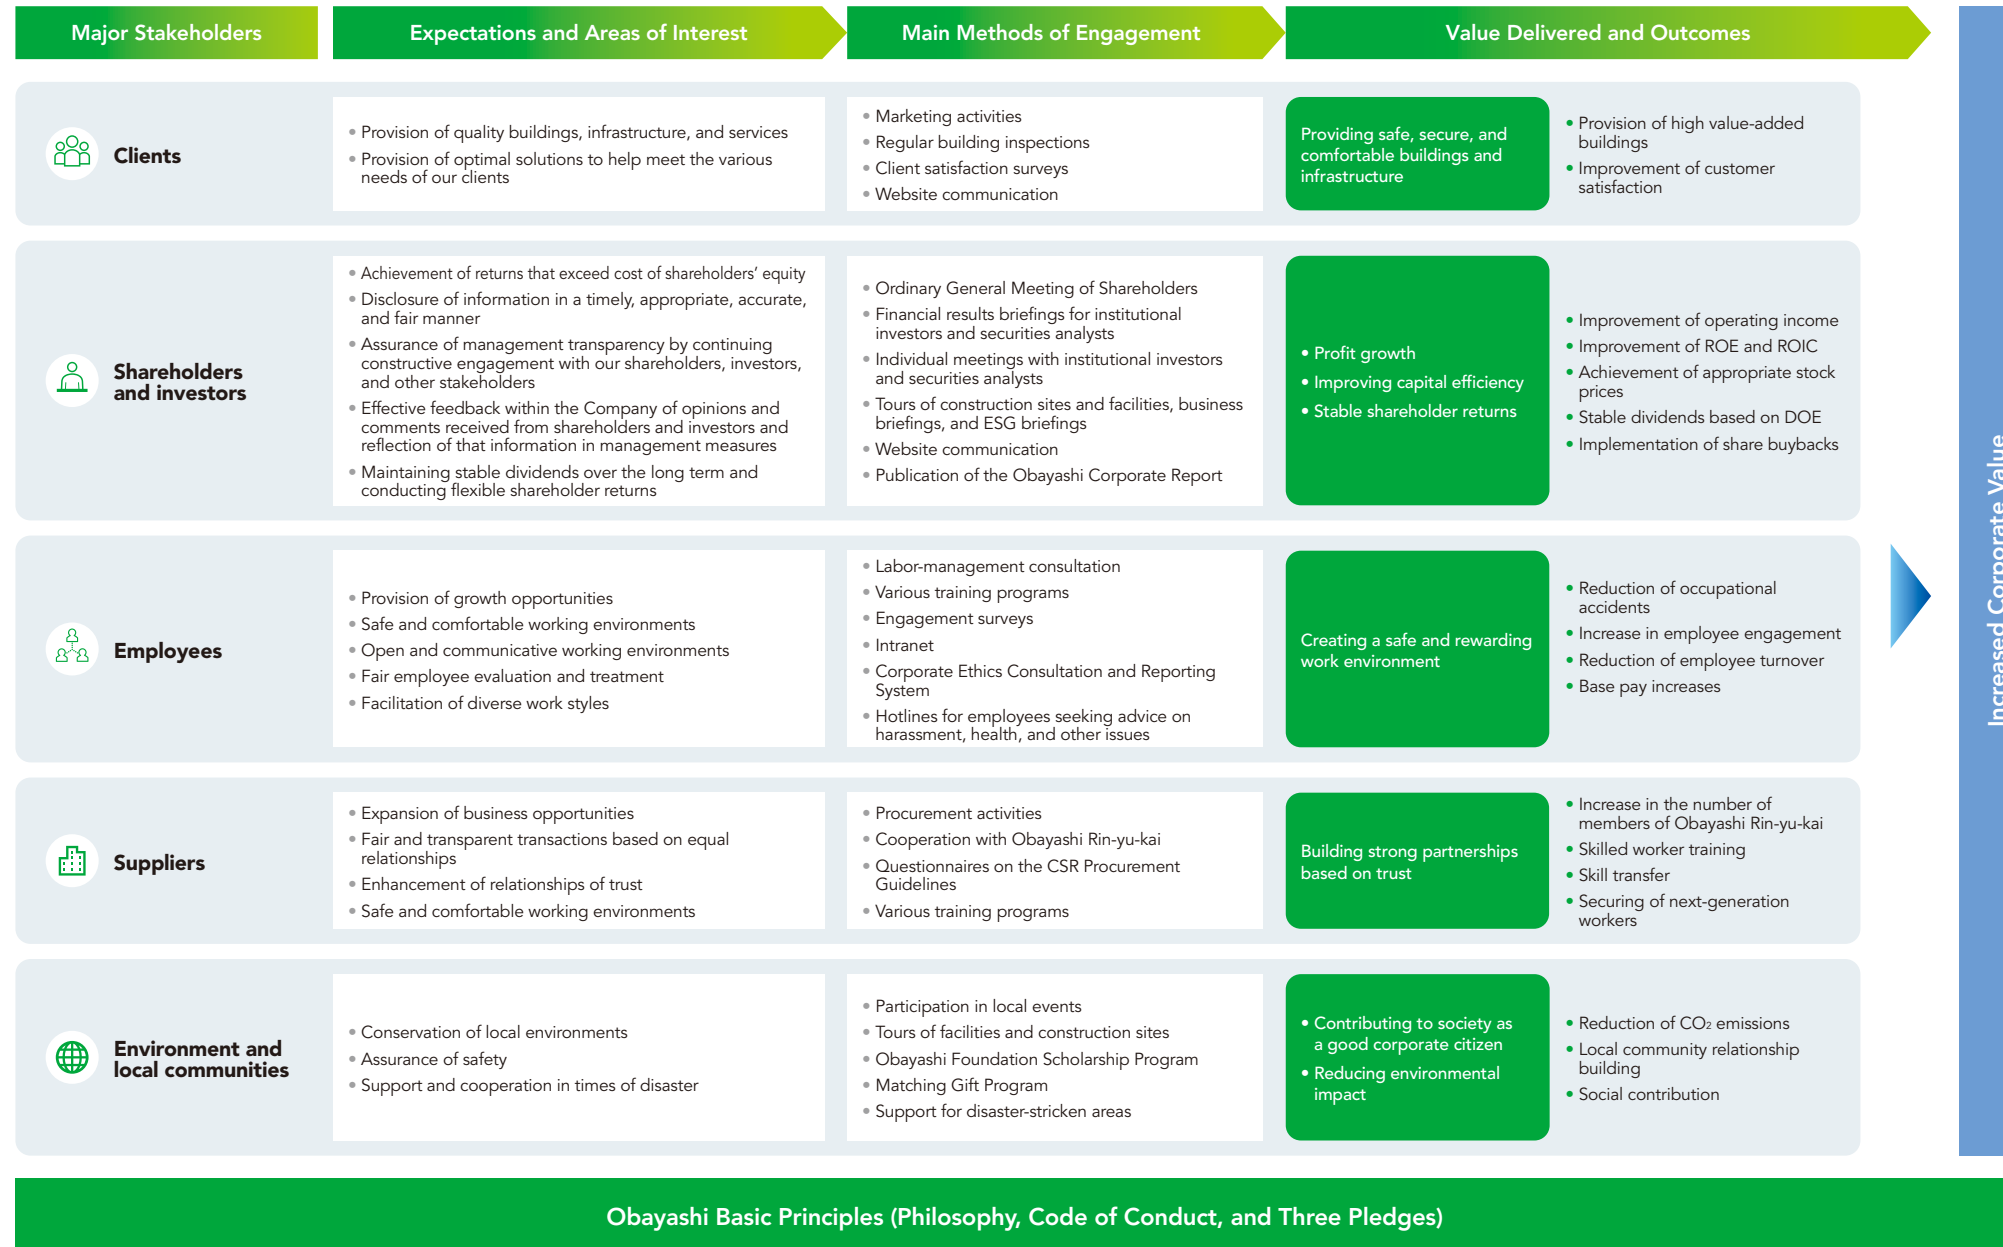 Major Stakeholders
Expectations and Areas of Interest
Main Methods of Engagement
Value Delivered and Outcomes
Clients
• Provision of quality buildings, infrastructure, and services
• Provision of optimal solutions to help meet the various
needs of our clients
• Marketing activities
• Regular building inspections
• Client satisfaction surveys
• Website communication
Providing safe, secure, and
comfortable buildings and
infrastructure
• Provision of high value-added
buildings
• Improvement of customer
satisfaction
Shareholders
and investors
• Achievement of returns that exceed cost of shareholders’ equity
• Disclosure of information in a timely, appropriate, accurate,
and fair manner
• Assurance of management transparency by continuing
constructive engagement with our shareholders, investors,
and other stakeholders
• Effective feedback within the Company of opinions and
comments received from shareholders and investors and
reflection of that information in management measures
• Maintaining stable dividends over the long term and
conducting flexible shareholder returns
• Ordinary General Meeting of Shareholders
• Financial results briefings for institutional
investors and securities analysts
• Individual meetings with institutional investors
and securities analysts
• Tours of construction sites and facilities, business
briefings, and ESG briefings
• Website communication
• Publication of the Obayashi Corporate Report
• Profit growth
• Improving capital efficiency
• Stable shareholder returns
• Improvement of operating income
• Improvement of ROE and ROIC
• Achievement of appropriate stock
prices
• Stable dividends based on DOE
• Implementation of share buybacks
Employees
• Provision of growth opportunities
• Safe and comfortable working environments
• Open and communicative working environments
• Fair employee evaluation and treatment
• Facilitation of diverse work styles
• Labor-management consultation
• Various training programs
• Engagement surveys
• Intranet
• Corporate Ethics Consultation and Reporting
System
• Hotlines for employees seeking advice on
harassment, health, and other issues
Creating a safe and rewarding
work environment
• Reduction of occupational
accidents
• Increase in employee engagement
• Reduction of employee turnover
• Base pay increases
Suppliers
• Expansion of business opportunities
• Fair and transparent transactions based on equal
relationships
• Enhancement of relationships of trust
• Safe and comfortable working environments
• Procurement activities
• Cooperation with Obayashi Rin-yu-kai
• Questionnaires on the CSR Procurement
Guidelines
• Various training programs
Building strong partnerships
based on trust
• Increase in the number of
members of Obayashi Rin-yu-kai
• Skilled worker training
• Skill transfer
• Securing of next-generation
workers
Environment and
local communities
• Conservation of local environments
• Assurance of safety
• Support and cooperation in times of disaster
• Participation in local events
• Tours of facilities and construction sites
• Obayashi Foundation Scholarship Program
• Matching Gift Program
• Support for disaster-stricken areas
• Contributing to society as
a good corporate citizen
• Reducing environmental
impact
• Reduction of CO₂ emissions
• Local community relationship
building
• Social contribution
Increased Corporate Value
Obayashi Basic Principles (Philosophy, Code of Conduct, and Three Pledges)